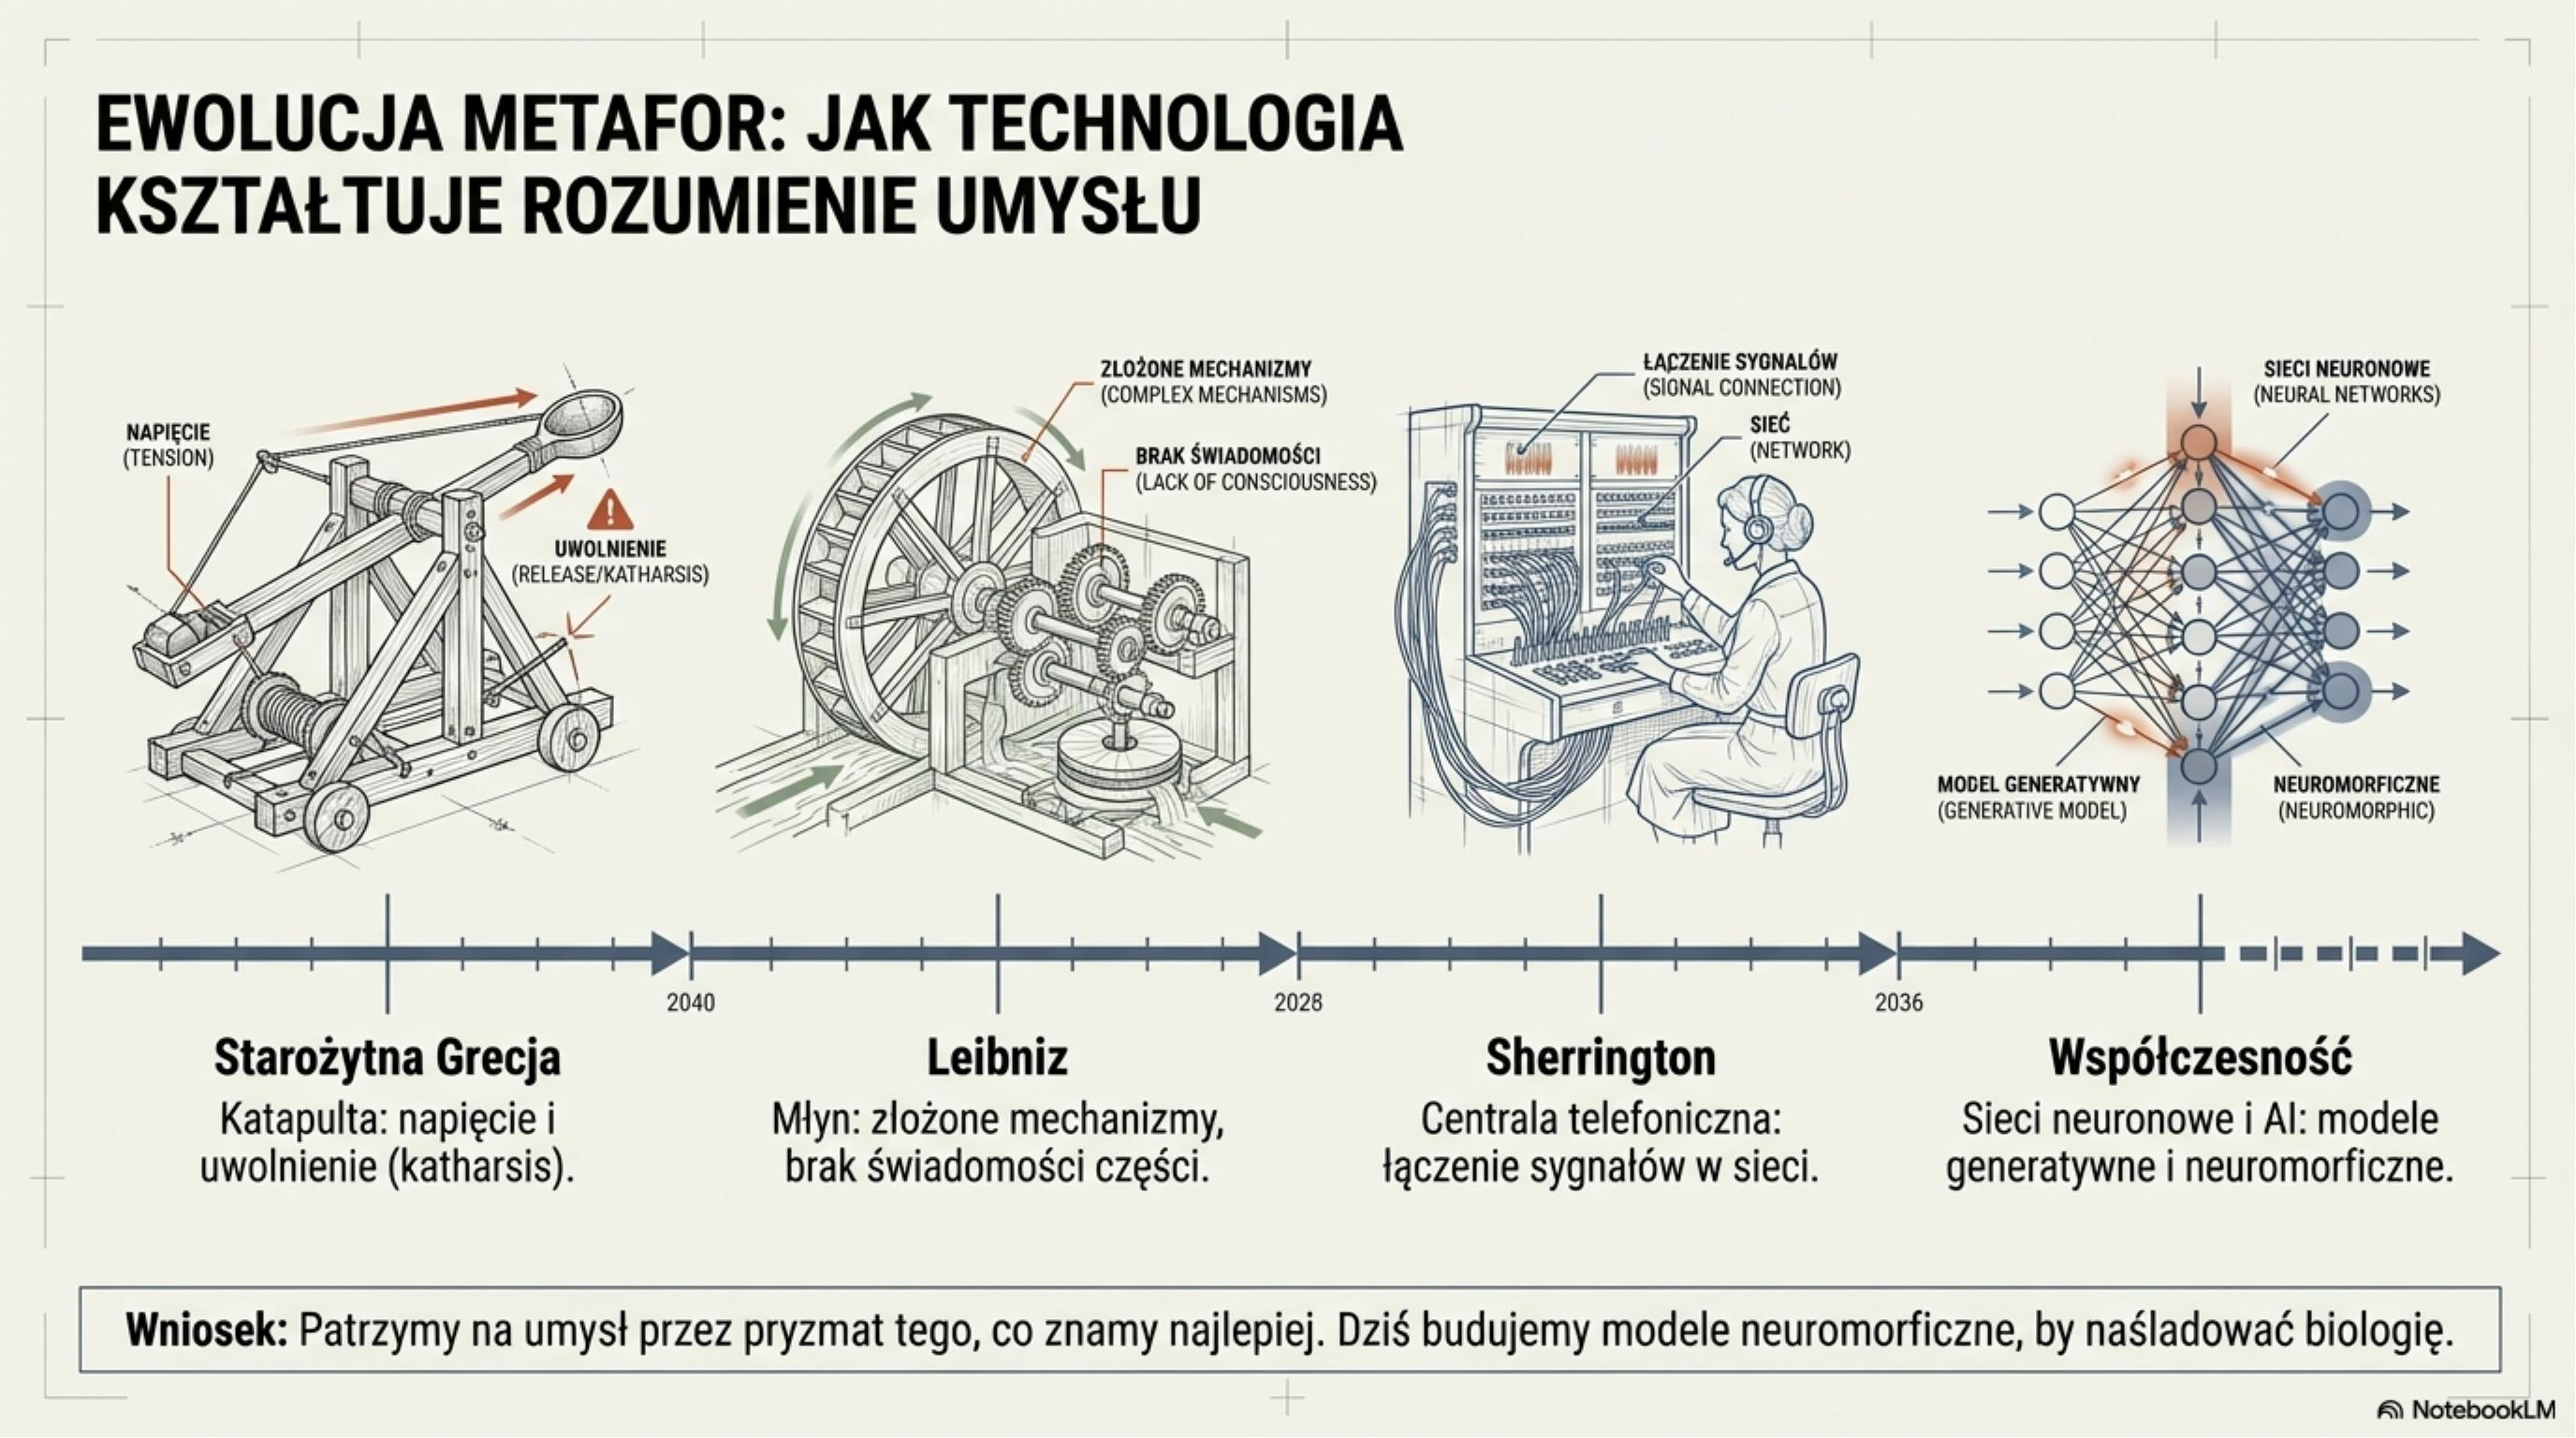 EWOLUCJA METAFOR: JAK TECHNOLOGIA
KSZTAŁTUJE ROZUMIENIE UMYSŁU
NAPIĘCIE
(TENSION)
UWOLNIENIE
(RELEASE/KATHARSIS)
ZLOŻONE MECHANIZMY
(COMPLEX MECHANISMS)
BRAK ŚWIADOMOŚCI
(LACK OF CONSCIOUSNESS)
ŁĄCZENIE SYGNALÓW
(SIGNAL CONNECTION)
SIEĆ
(NETWORK)
SIECI NEURONOWE
(NEURAL NETWORKS)
MODEL GENERATYWNY
(GENERATIVE MODEL)
NEUROMORFICZNE
(NEUROMORPHIC)
2040
2028
2036
Starożytna Grecja
Katapulta: napięcie i
uwolnienie (katharsis).
Leibniz
Młyn: złożone mechanizmy,
brak świadomości części.
Sherrington
Centrala telefoniczna:
łączenie sygnałów w sieci.
Współczesność
Sieci neuronowe i AI: modele
generatywne i neuromorficzne.
Wniosek: Patrzymy na umysł przez pryzmat tego, co znamy najlepiej. Dziś budujemy modele neuromorficzne, by naśladować biologię.
NotebookLM